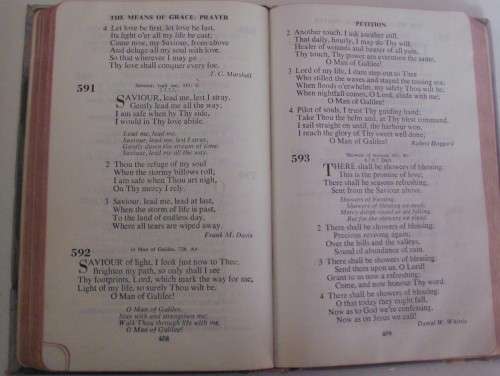 THE MEANS OF GRACE: PRAYER
4 Let love be first, let love be last,
Its light o'er all my life be cast;
Come now, my Saviour, from above
And deluge all my soul with love.
So that wherever I may go
Thy love shall conquer every foe.
F. C. Marshall
591
Saviour, lead me,
SAVIOUR, lead me, lest I stray,
Gently lead me all the way;
I am safe when by Thy side,
I would in Thy love abide.
Lead me, lead me,
Saviour, lead me, lest I stray;
Gently down the stream of time
Saviour, lead me all the way.
2 Thou the refuge of my soul
When the stormy billows roll;
I am safe when Thou art nigh,
On Thy mercy I rely.
3 Saviour, lead me, lead at last,
When the storm of life is past,
To the land of endless day,
Where all tears are wiped away.
Frank M. Davis
592
O Man of Galilee, 728. A♭
SAVIOUR of light, I look just to Thee;
Brighten my path, so only shall I see
Thy footprints, Lord, which mark the way for me,
Light of my life, so surely Thou wilt be,
O Man of Galilee!
O Man of Galilee,
Stay with and strengthen me;
Walk Thou through life with me,
O Man of Galilee!
PETITION
2 Another touch, I ask another still,
That daily, hourly, I may do Thy will;
Healer of wounds and bearer of all pain,
Thy touch, Thy power are evermore the same,
O Man of Galilee!
3 Lord of my life, I dare step out to Thee
Who stilled the waves and stayed the tossing sea;
When floods o'erwhelm, my safety Thou wilt be,
When nightfall comes, O Lord, abide with me,
O Man of Galilee!
4 Pilot of souls, I trust Thy guiding hand;
Take Thou the helm and, at Thy blest command,
I sail straight on until, the harbour won,
I reach the glory of Thy sweet well done,
O Man of Galilee!
Robert Hoggard
593
Showers of blessing,
THERE shall be showers of blessing;
This is the promise of love;
There shall be seasons refreshing,
Sent from the Saviour above.
Showers of blessing,
Showers of blessing we need;
Mercy drops round us are falling,
But for the showers we plead.
2 There shall be showers of blessing;
Precious reviving again;
Over the hills and the valleys,
Sound of abundance of rain.
3 There shall be showers of blessing;
Send them upon us, O Lord!
Grant to us now a refreshing;
Come, and now honour Thy word.
4 There shall be showers of blessing;
O that today they might fall,
Now as to God we're confessing,
Now as on Jesus we call!
Daniel W. Whittle